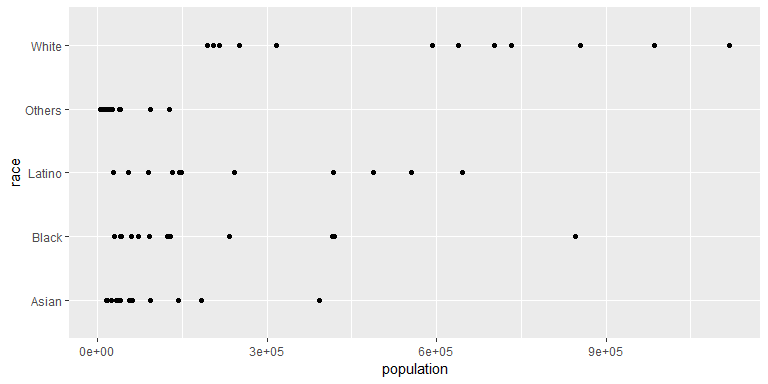 White
Others
Latino
Black
Asian
race
0e+00 3e+05 6e+05 9e+05
population